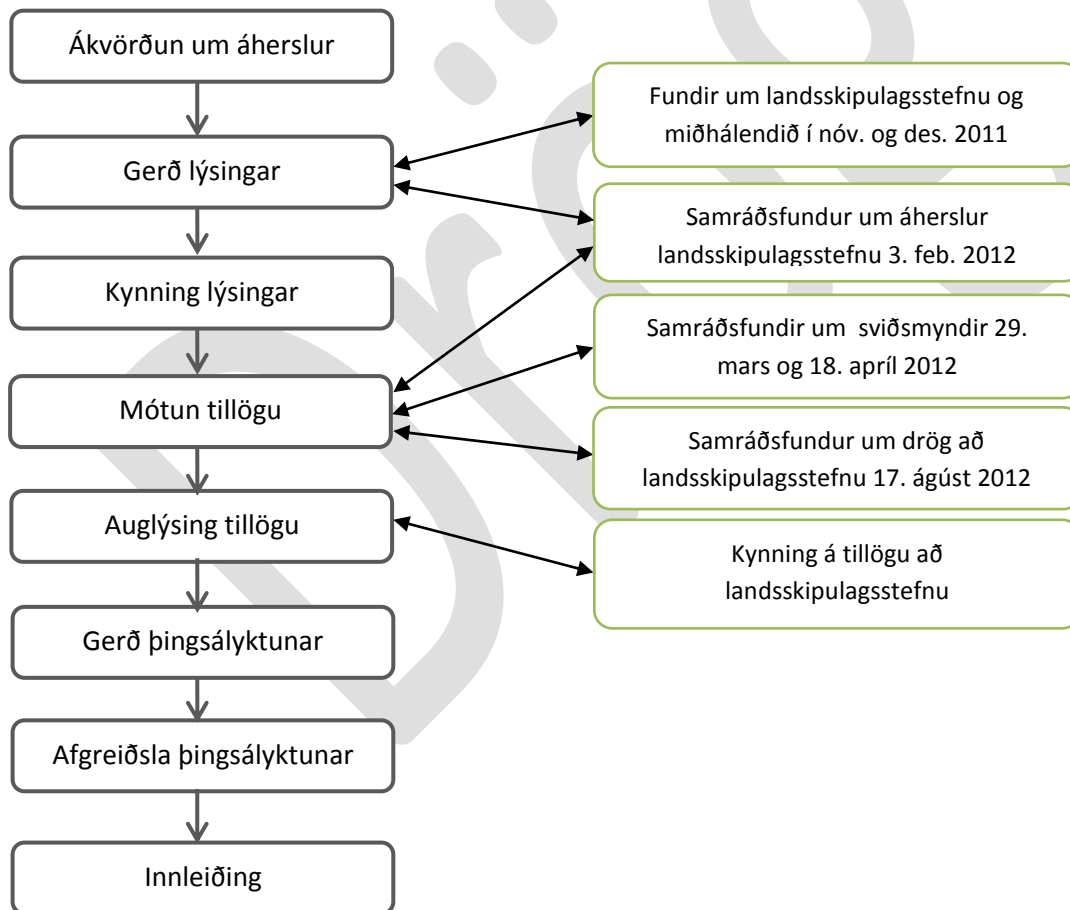 Ákvörðun um áherslur
Gerð lýsingar
Kynning lýsingar
Mótun tillögu
Auglýsing tillögu
Gerð þingsályktunar
Afgreiðsla þingsályktunar
Innleiðing
Fundir um landsskipulagsstefnu og
miðhálendið í nóv. og des. 2011
Samráðsfundur um áherslur
landsskipulagsstefnu 3. feb. 2012
Samráðsfundir um sviðsmyndir 29.
mars og 18. apríl 2012
Samráðsfundur um drög að
landsskipulagsstefnu 17. ágúst 2012
Kynning á tillögu að
landsskipulagsstefnu